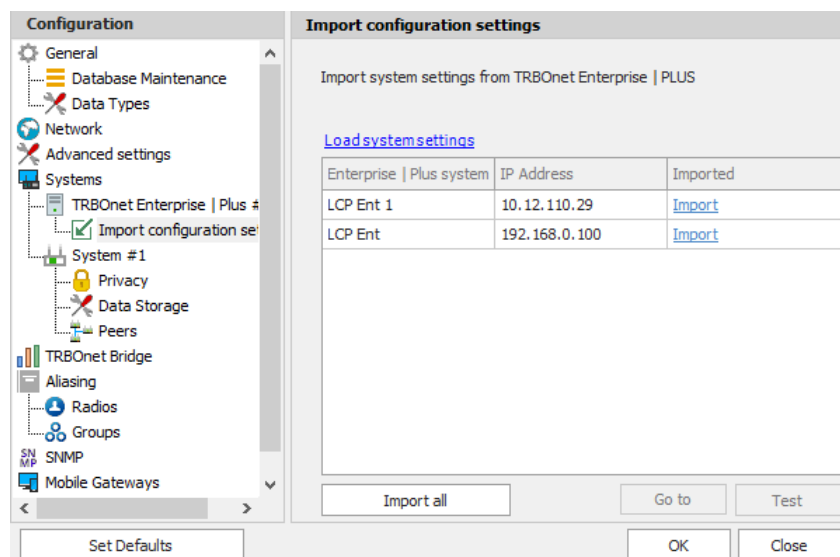 Configuration
General
Database Maintenance
Data Types
Network
Advanced settings
Systems
TRBOnet Enterprise | Plus #
Import configuration se
System #1
Privacy
Data Storage
Peers
TRBOnet Bridge
Aliasing
Radios
Groups
SNMP
SNMP
Mobile Gateways
Set Defaults
Import configuration settings
Import system settings from TRBOnet Enterprise | PLUS
Load system settings
Enterprise | Plus system IP Address Imported
LCP Ent 1 10.12.110.29 Import
LCP Ent 192.168.0.100 Import
Import all Go to Test
OK Close